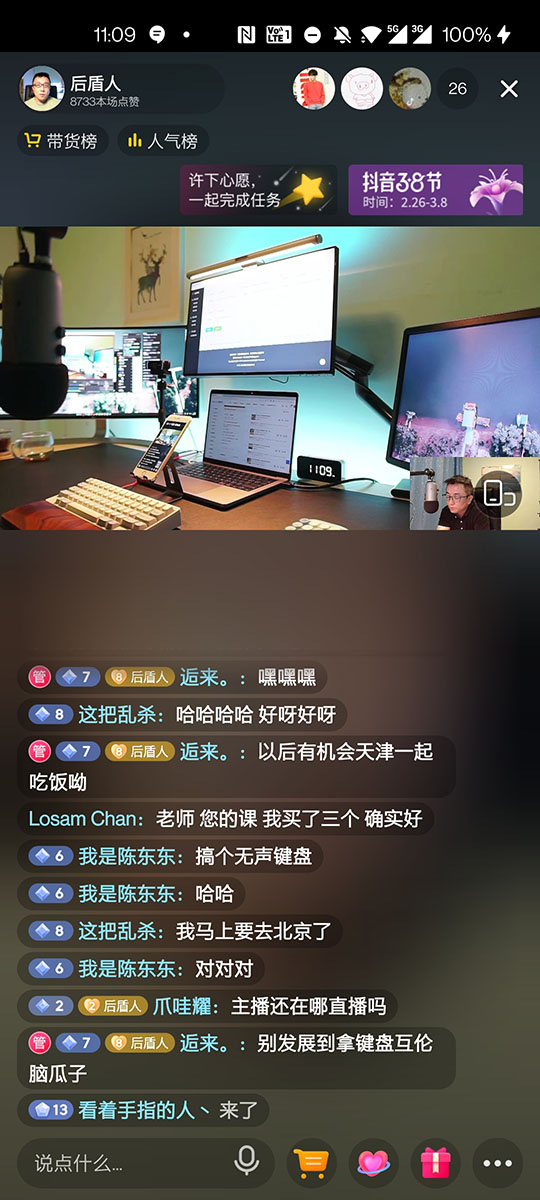 11:09
Vo
LTE 1
5G
3G
100%
后盾人
8733本场点赞
26
带货榜
人气榜
许下心愿，
一起完成任务
抖音38节
时间：2.26-3.8
1109
管 7 8 后盾人 逅来。： 嘿嘿嘿
8 这把乱杀： 哈哈哈哈 好呀好呀
管 7 8 后盾人 逅来。： 以后有机会天津一起
吃饭呦
Losam Chan： 老师 您的课 我买了三个 确实好
6 我是陈东东： 搞个无声键盘
6 我是陈东东： 哈哈
8 这把乱杀： 我马上要去北京了
6 我是陈东东： 对对对
2 2 后盾人 爪哇耀： 主播还在哪直播吗
管 7 8 后盾人 逅来。： 别发展到拿键盘互伦
脑瓜子
13 看着手指的人丶 来了
说点什么...